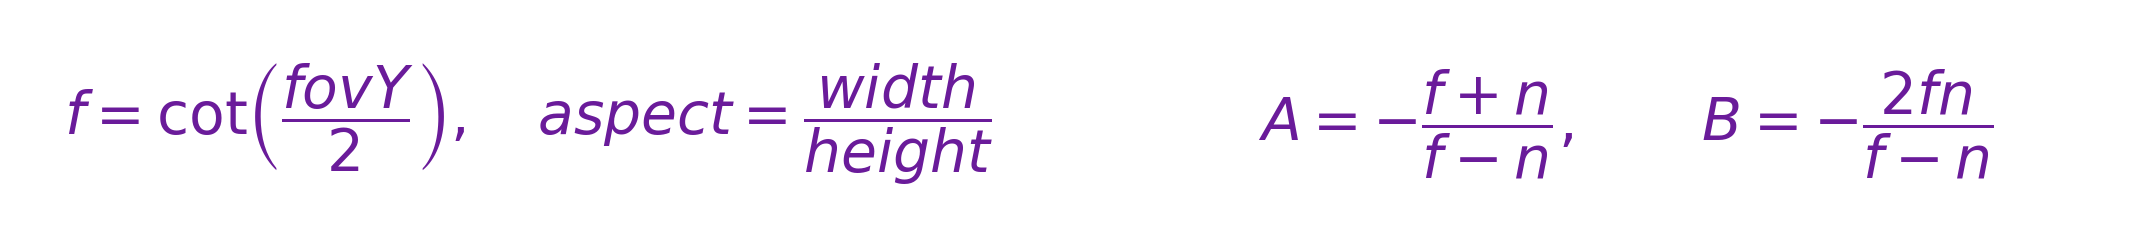 f = cot(fovY/2), aspect = width/height A = −(f + n)/(f − n), B = −2fn/(f − n)